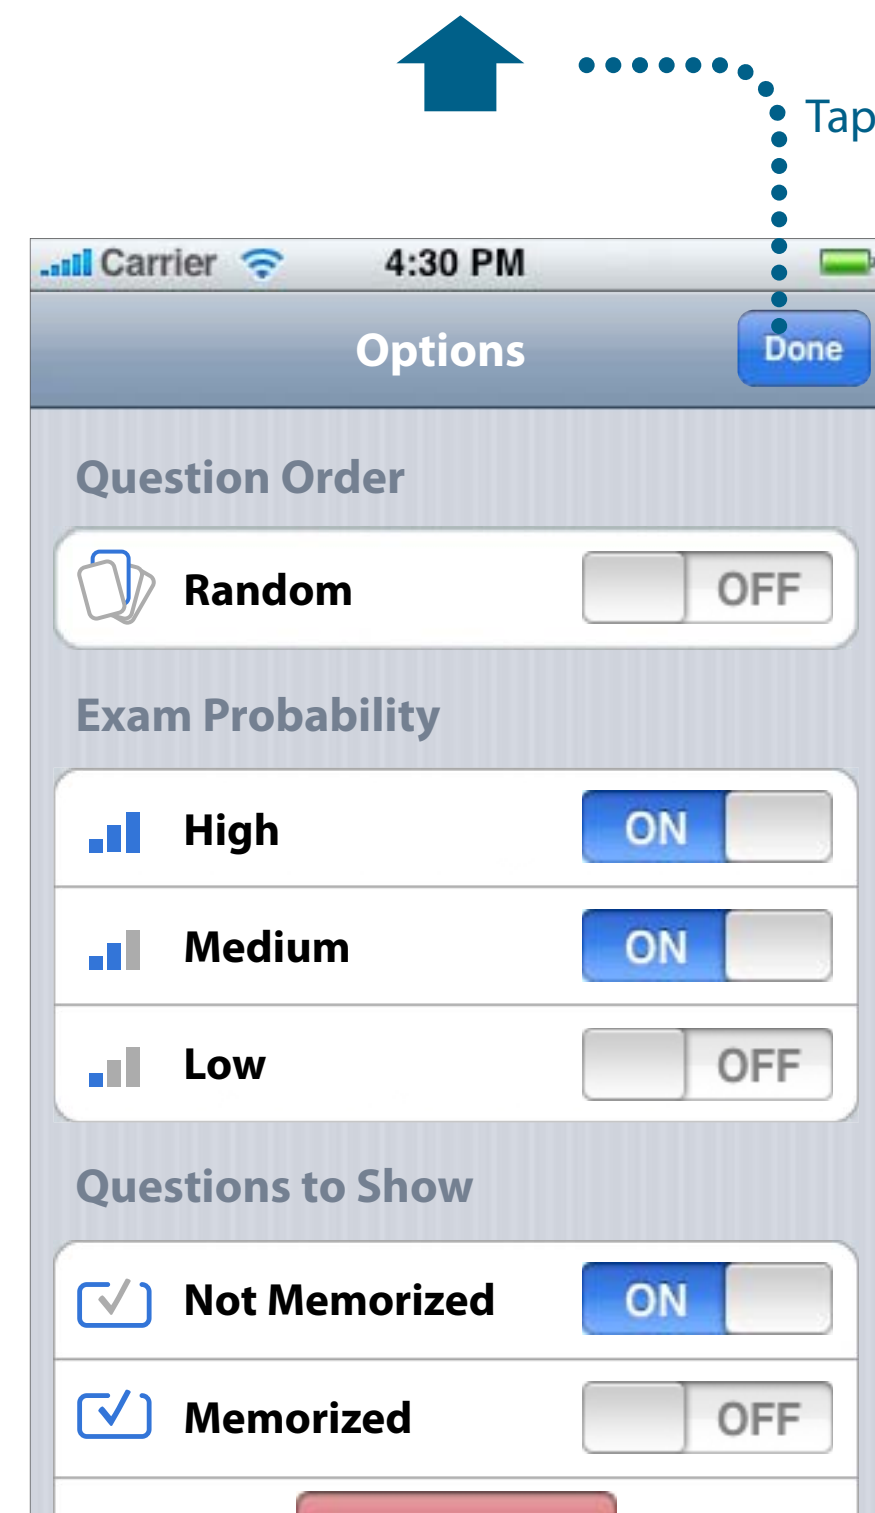 Tap
Carrier 4:30 PM
Options Done
Question Order
Random OFF
Exam Probability
High ON
Medium ON
Low OFF
Questions to Show
Not Memorized ON
Memorized OFF